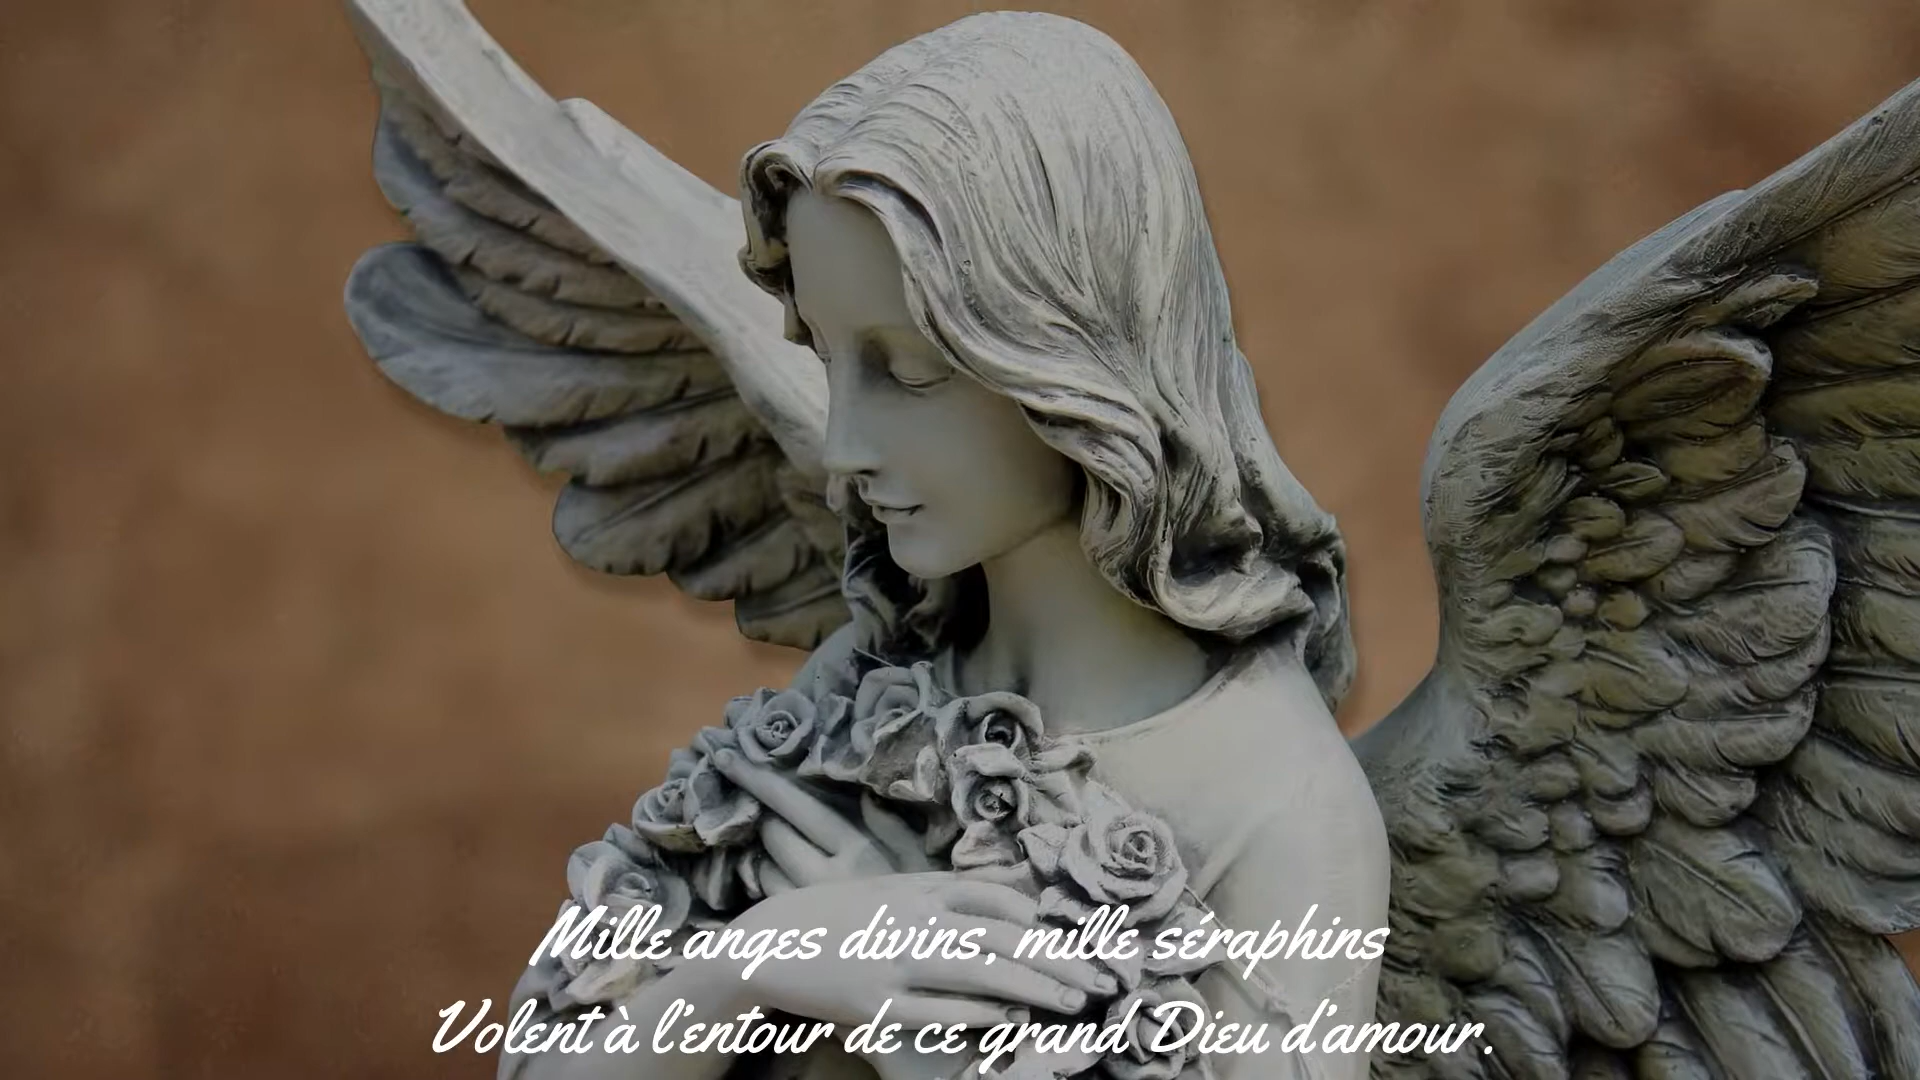 Mille anges divins, mille séraphins
Volent à l'entour de ce grand Dieu d'amour.